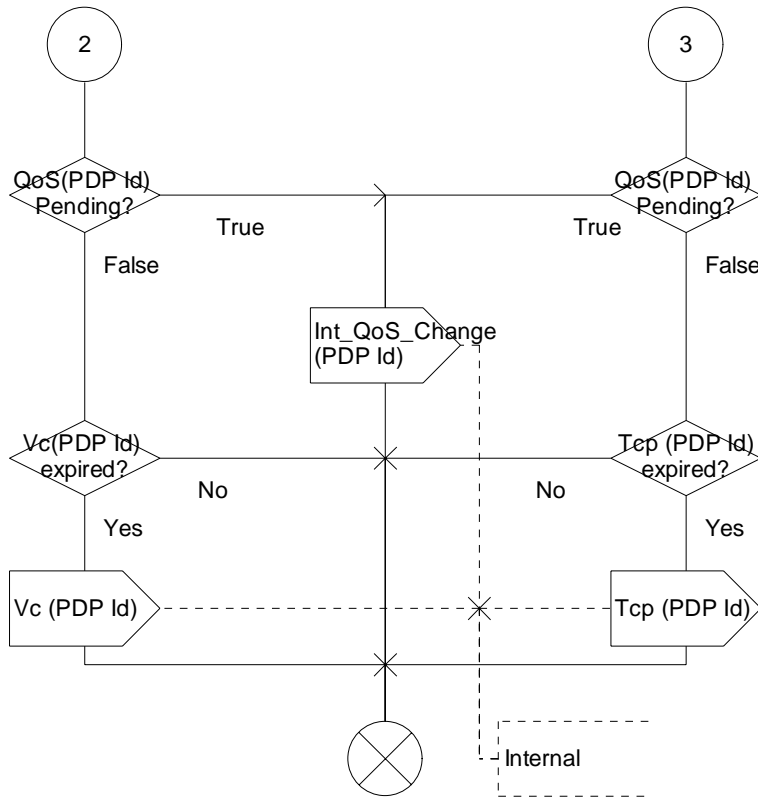 2
3
QoS(PDP Id)
Pending?
QoS(PDP Id)
Pending?
True
True
False
False
Int_QoS_Change
(PDP Id)
Vc(PDP Id)
expired?
Tcp (PDP Id)
expired?
No
No
Yes
Yes
Vc (PDP Id)
Tcp (PDP Id)
Internal